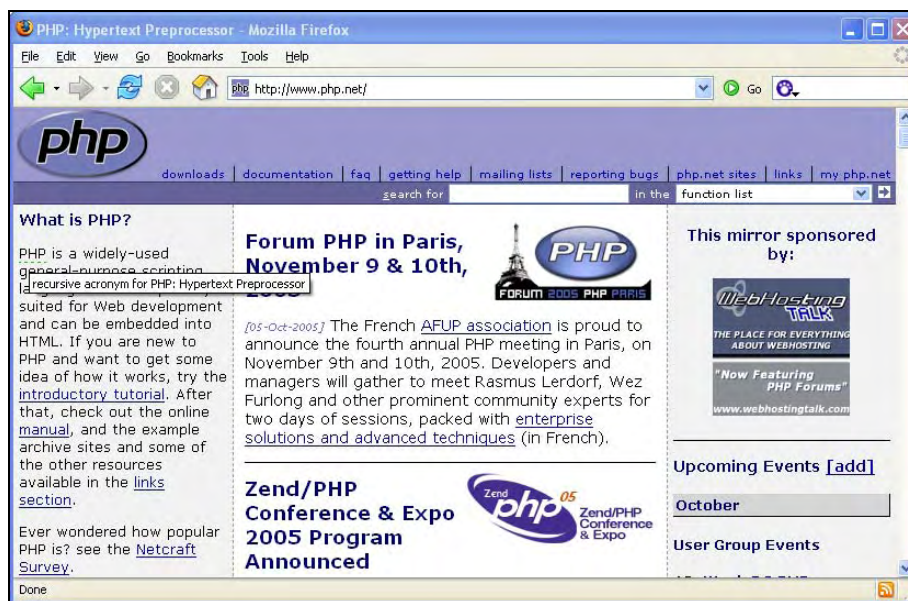 PHP: Hypertext Preprocessor - Mozilla Firefox
File Edit View Go Bookmarks Tools Help
php http://www.php.net/ Go
php
downloads | documentation | faq | getting help | mailing lists | reporting bugs | php.net sites | links | my php.net
search for in the function list
What is PHP?
PHP is a widely-used
general-purpose scripting
recursive acronym for PHP: Hypertext Preprocessor
suited for Web development
and can be embedded into
HTML. If you are new to
PHP and want to get some
idea of how it works, try the
introductory tutorial. After
that, check out the online
manual, and the example
archive sites and some of
the other resources
available in the links
section.
Ever wondered how popular
PHP is? see the Netcraft
Survey.
Forum PHP in Paris,
November 9 & 10th,
2005
PHP
FORUM 2005 PHP PARIS
[05-Oct-2005] The French AFUP association is proud to
announce the fourth annual PHP meeting in Paris, on
November 9th and 10th, 2005. Developers and
managers will gather to meet Rasmus Lerdorf, Wez
Furlong and other prominent community experts for
two days of sessions, packed with enterprise
solutions and advanced techniques (in French).
Zend/PHP
Conference & Expo
2005 Program
Announced
Zend php 05
Zend/PHP
Conference
& Expo
This mirror sponsored
by:
WebHosting
TALK
THE PLACE FOR EVERYTHING
ABOUT WEBHOSTING
"Now Featuring
PHP Forums"
www.webhostingtalk.com
Upcoming Events [add]
October
User Group Events
Done